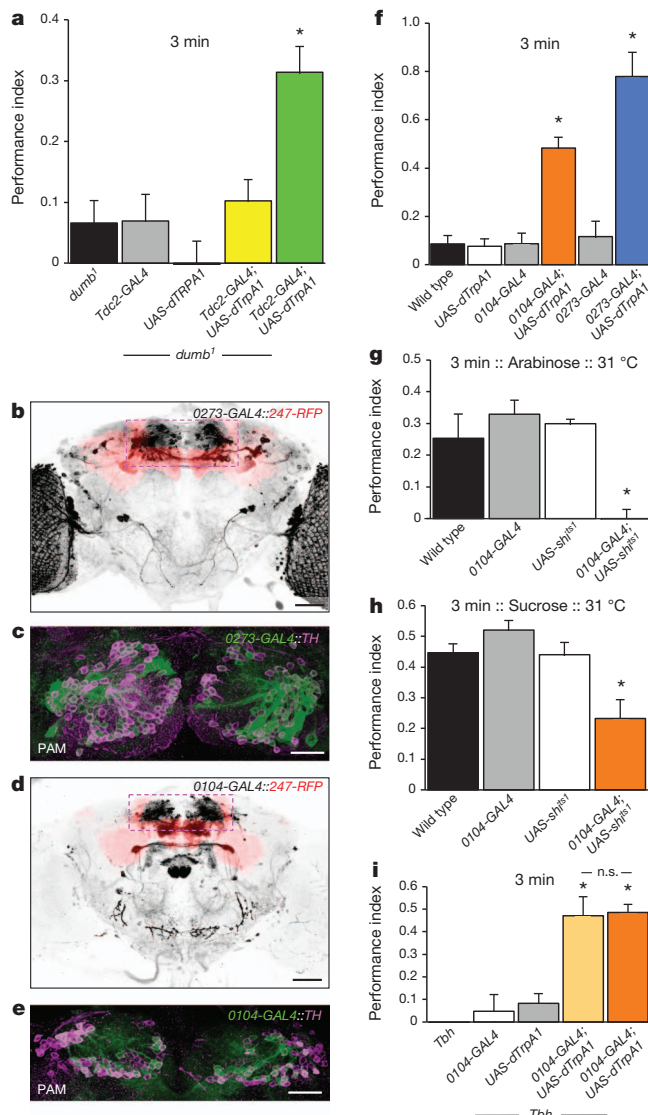 a
3 min
*
Performance index
0.4
0.3
0.2
0.1
0
dumb¹
Tdc2-GAL4
UAS-dTRPA1
Tdc2-GAL4;
UAS-dTrpA1
Tdc2-GAL4;
UAS-dTrpA1
dumb¹
b
0273-GAL4::247-RFP
c
0273-GAL4::TH
PAM
d
0104-GAL4::247-RFP
e
0104-GAL4::TH
PAM
f
3 min
*
*
Performance index
1.0
0.8
0.6
0.4
0.2
0
Wild type
UAS-dTrpA1
0104-GAL4
0104-GAL4;
UAS-dTrpA1
0273-GAL4
0273-GAL4;
UAS-dTrpA1
g
3 min :: Arabinose :: 31 °C
*
Performance index
0.5
0.4
0.3
0.2
0.1
0
Wild type
0104-GAL4
UAS-shiᵗˢ¹
0104-GAL4;
UAS-shiᵗˢ¹
h
3 min :: Sucrose :: 31 °C
*
Performance index
0.6
0.5
0.4
0.3
0.2
0.1
0
Wild type
0104-GAL4
UAS-shiᵗˢ¹
0104-GAL4;
UAS-shiᵗˢ¹
i
3 min
n.s.
* *
Performance index
0.6
0.5
0.4
0.3
0.2
0.1
0
Tbh
0104-GAL4
UAS-dTrpA1
0104-GAL4;
UAS-dTrpA1
0104-GAL4;
UAS-dTrpA1
Tbh